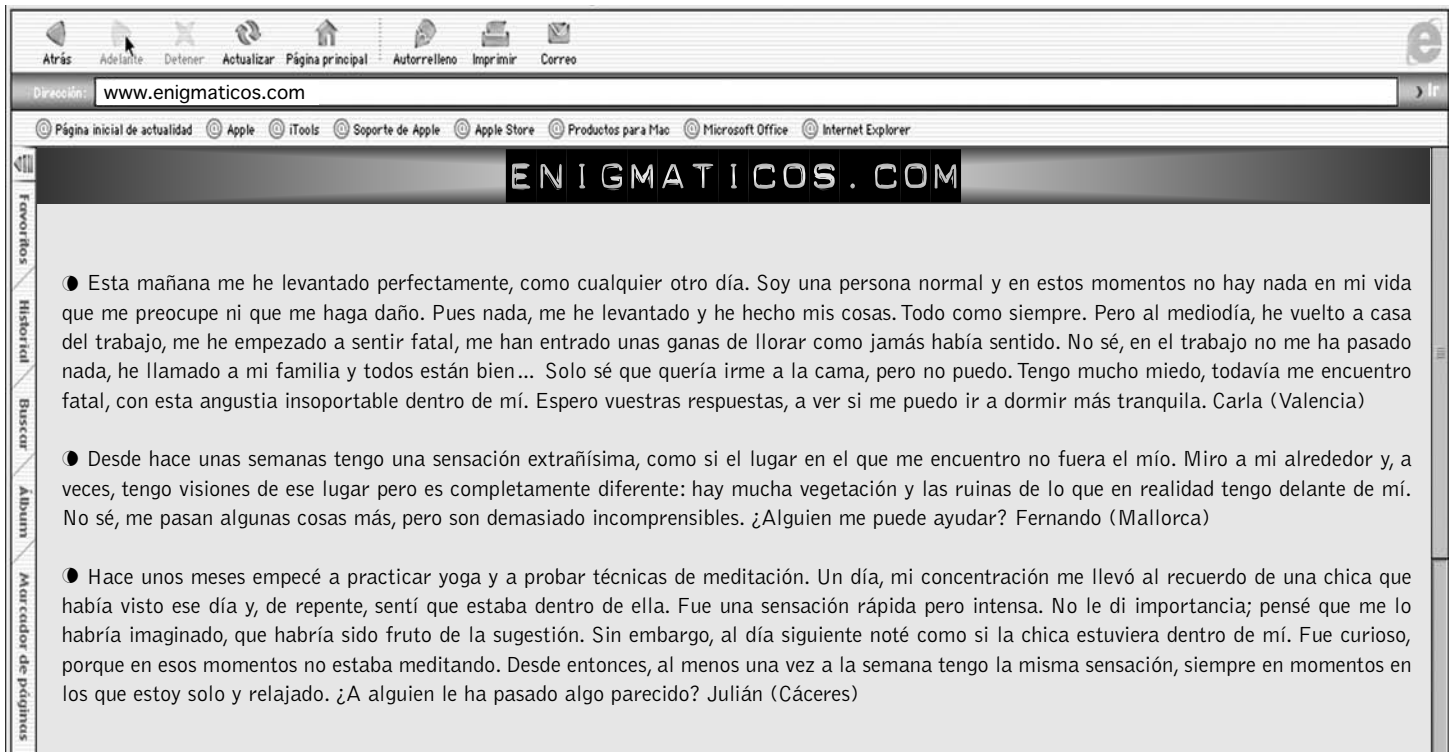 Atrás Adelante Detener Actualizar Página principal Autorrelleno Imprimir Correo
Dirección: www.enigmaticos.com Ir
Página inicial de actualidad Apple iTools Soporte de Apple Apple Store Productos para Mac Microsoft Office Internet Explorer
ENIGMATICOS.COM
Favoritos
Historial
Buscar
Álbum
Marcador de páginas
Esta mañana me he levantado perfectamente, como cualquier otro día. Soy una persona normal y en estos momentos no hay nada en mi vida
que me preocupe ni que me haga daño. Pues nada, me he levantado y he hecho mis cosas. Todo como siempre. Pero al mediodía, he vuelto a casa
del trabajo, me he empezado a sentir fatal, me han entrado unas ganas de llorar como jamás había sentido. No sé, en el trabajo no me ha pasado
nada, he llamado a mi familia y todos están bien... Solo sé que quería irme a la cama, pero no puedo. Tengo mucho miedo, todavía me encuentro
fatal, con esta angustia insoportable dentro de mí. Espero vuestras respuestas, a ver si me puedo ir a dormir más tranquila. Carla (Valencia)
Desde hace unas semanas tengo una sensación extrañísima, como si el lugar en el que me encuentro no fuera el mío. Miro a mi alrededor y, a
veces, tengo visiones de ese lugar pero es completamente diferente: hay mucha vegetación y las ruinas de lo que en realidad tengo delante de mí.
No sé, me pasan algunas cosas más, pero son demasiado incomprensibles. ¿Alguien me puede ayudar? Fernando (Mallorca)
Hace unos meses empecé a practicar yoga y a probar técnicas de meditación. Un día, mi concentración me llevó al recuerdo de una chica que
había visto ese día y, de repente, sentí que estaba dentro de ella. Fue una sensación rápida pero intensa. No le di importancia; pensé que me lo
habría imaginado, que habría sido fruto de la sugestión. Sin embargo, al día siguiente noté como si la chica estuviera dentro de mí. Fue curioso,
porque en esos momentos no estaba meditando. Desde entonces, al menos una vez a la semana tengo la misma sensación, siempre en momentos en
los que estoy solo y relajado. ¿A alguien le ha pasado algo parecido? Julián (Cáceres)